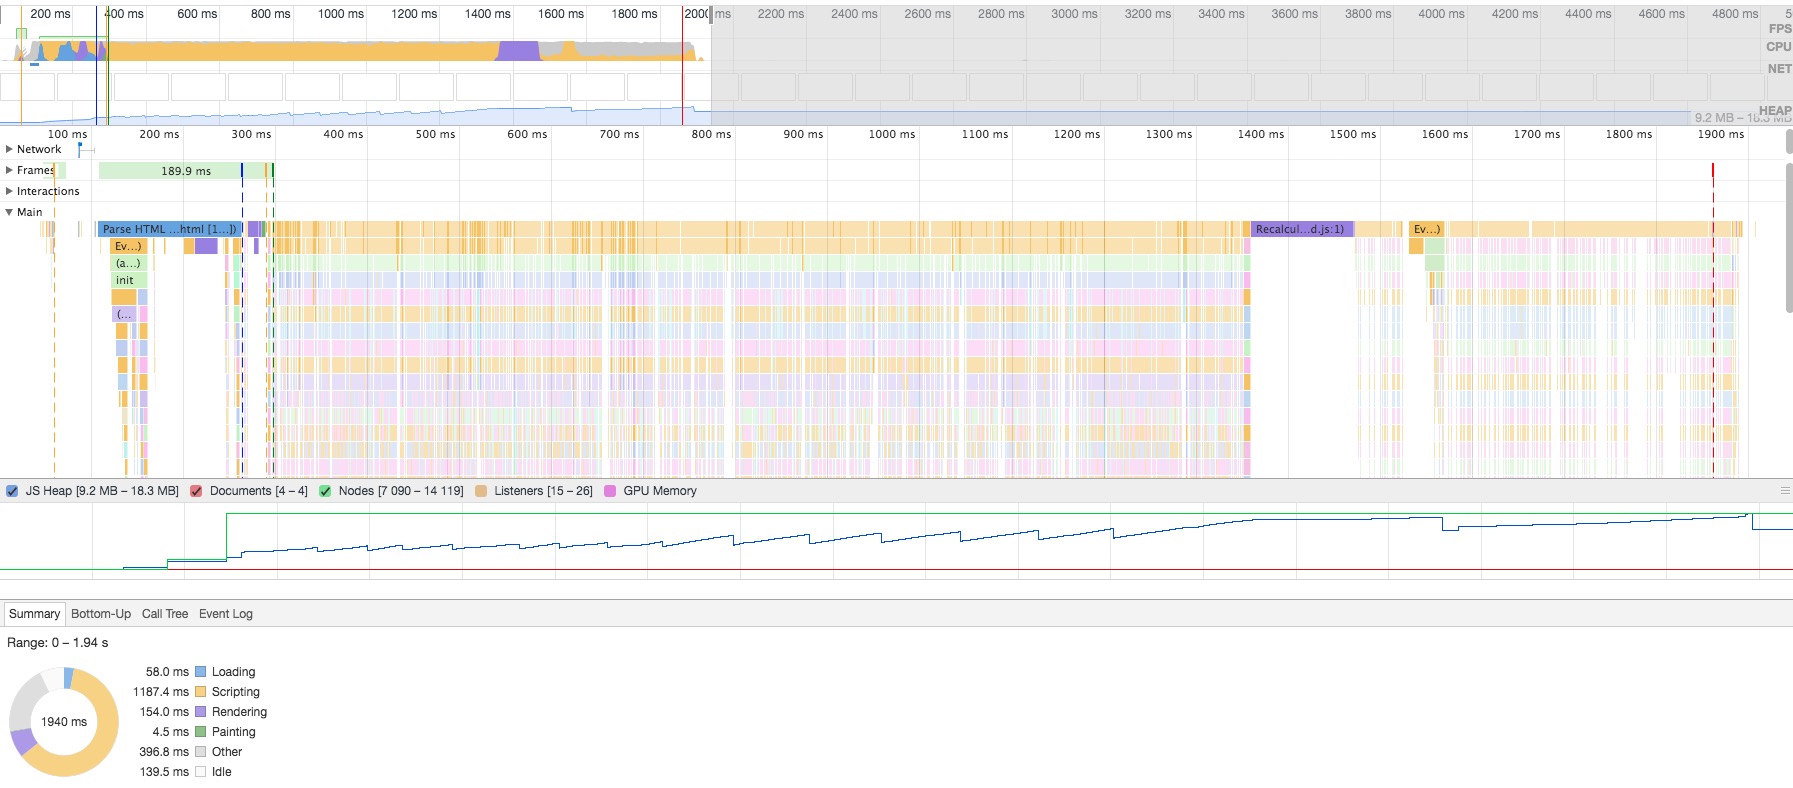 200 ms 400 ms 600 ms 800 ms 1000 ms 1200 ms 1400 ms 1600 ms 1800 ms 2000 ms 2200 ms 2400 ms 2600 ms 2800 ms 3000 ms 3200 ms 3400 ms 3600 ms 3800 ms 4000 ms 4200 ms 4400 ms 4600 ms 4800 ms 5
FPS
CPU
NET
HEAP
9.2 MB – 18.3 MB
100 ms 200 ms 300 ms 400 ms 500 ms 600 ms 700 ms 800 ms 900 ms 1000 ms 1100 ms 1200 ms 1300 ms 1400 ms 1500 ms 1600 ms 1700 ms 1800 ms 1900 ms
Network
Frames 189.9 ms
Interactions
Main
Parse HTML ...html [1...]) Recalcul...d.js:1) Ev...)
Ev...)
(a...)
init
(...
JS Heap [9.2 MB – 18.3 MB] Documents [4 – 4] Nodes [7 090 – 14 119] Listeners [15 – 26] GPU Memory
Summary Bottom-Up Call Tree Event Log
Range: 0 – 1.94 s
58.0 ms Loading
1187.4 ms Scripting
154.0 ms Rendering
1940 ms
4.5 ms Painting
396.8 ms Other
139.5 ms Idle